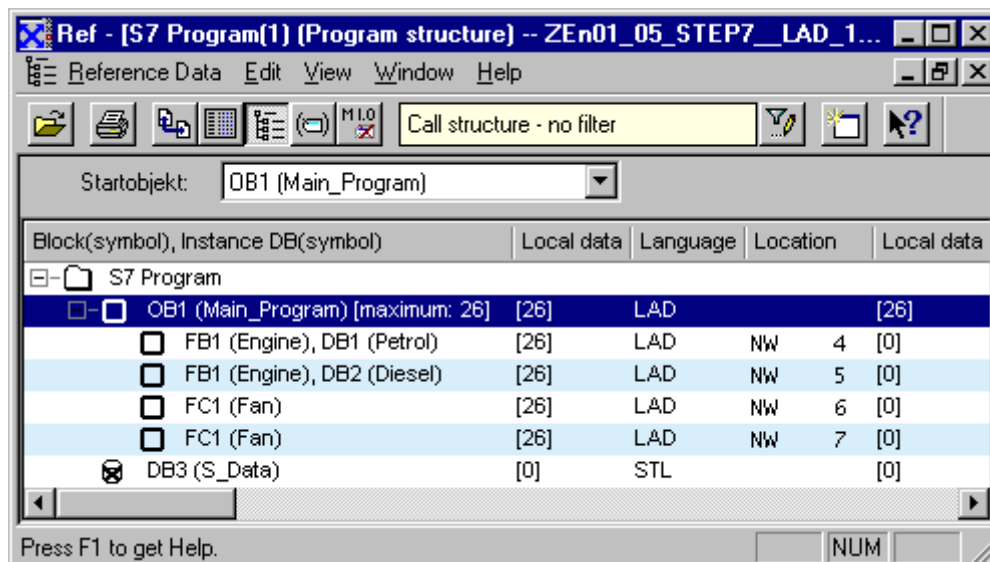 Ref - [S7 Program(1) (Program structure) -- ZEn01_05_STEP7__LAD_1...
Reference Data Edit View Window Help
M I.0 Call structure - no filter
Startobjekt: OB1 (Main_Program)
Block(symbol), Instance DB(symbol) Local data Language Location Local data
S7 Program
OB1 (Main_Program) [maximum: 26] [26] LAD [26]
FB1 (Engine), DB1 (Petrol) [26] LAD NW 4 [0]
FB1 (Engine), DB2 (Diesel) [26] LAD NW 5 [0]
FC1 (Fan) [26] LAD NW 6 [0]
FC1 (Fan) [26] LAD NW 7 [0]
DB3 (S_Data) [0] STL [0]
Press F1 to get Help. NUM